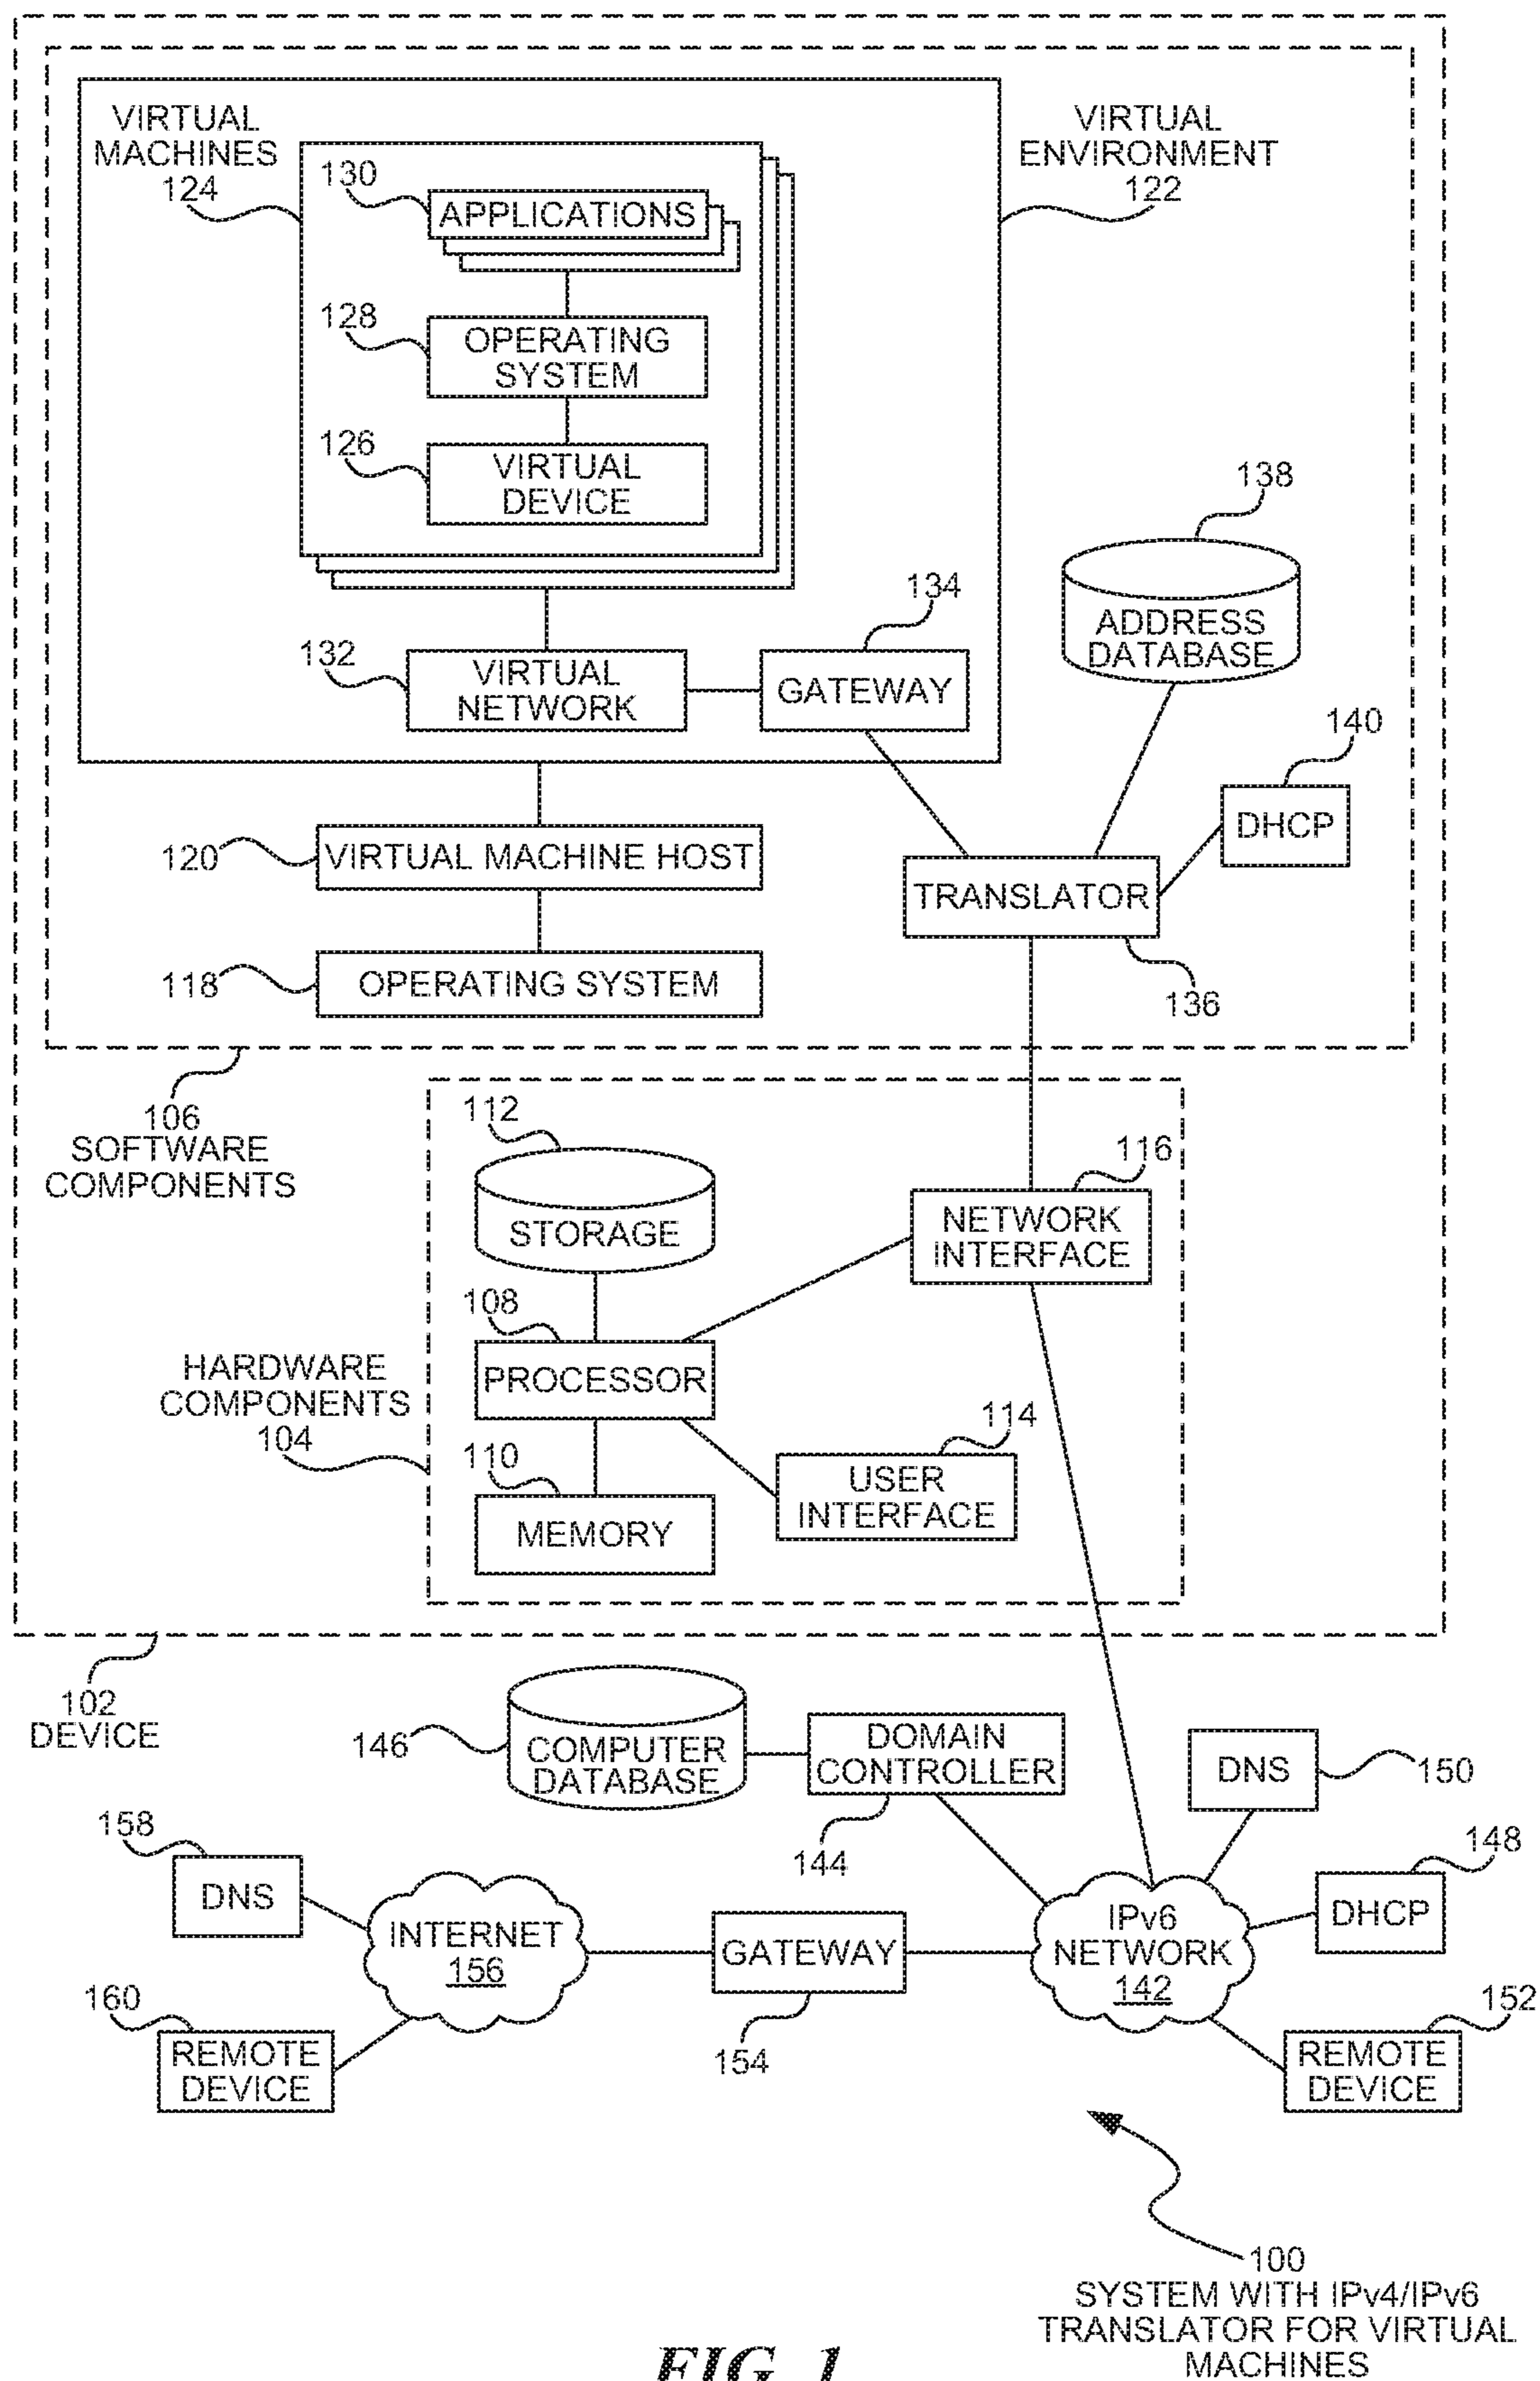 VIRTUAL
MACHINES
124
VIRTUAL
ENVIRONMENT
122
130
APPLICATIONS
128
OPERATING
SYSTEM
126
VIRTUAL
DEVICE
138
ADDRESS
DATABASE
134
132
VIRTUAL
NETWORK
GATEWAY
140
DHCP
120
VIRTUAL MACHINE HOST
TRANSLATOR
136
118
OPERATING SYSTEM
106
SOFTWARE
COMPONENTS
112
STORAGE
116
NETWORK
INTERFACE
108
PROCESSOR
HARDWARE
COMPONENTS
104
114
USER
INTERFACE
110
MEMORY
102
DEVICE
146
COMPUTER
DATABASE
DOMAIN
CONTROLLER
144
DNS
150
158
DNS
148
DHCP
INTERNET
156
GATEWAY
154
IPv6
NETWORK
142
160
REMOTE
DEVICE
152
REMOTE
DEVICE
100
SYSTEM WITH IPv4/IPv6
TRANSLATOR FOR VIRTUAL
MACHINES
FIG. 1